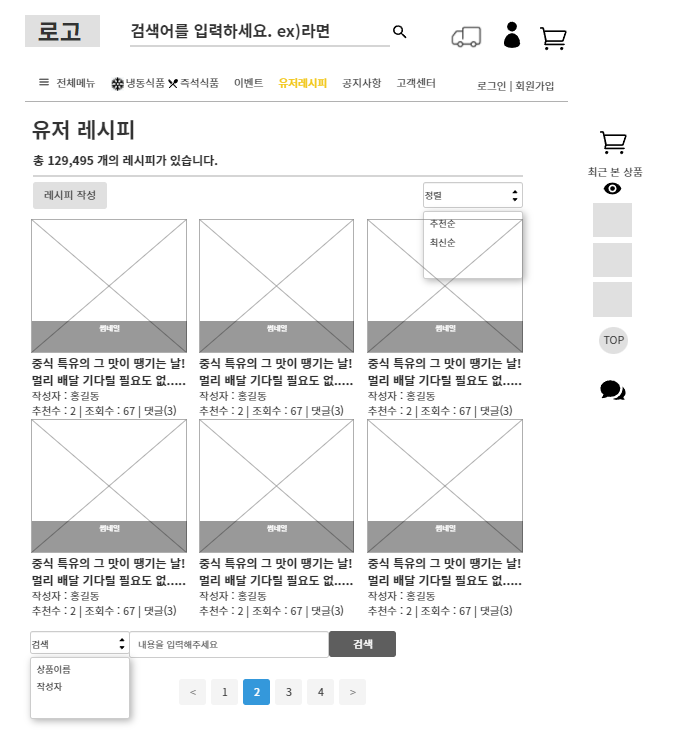 로고
검색어를 입력하세요. ex)라면
전체메뉴 냉동식품 즉석식품 이벤트 유저레시피 공지사항 고객센터
로그인 | 회원가입
유저 레시피
총 129,495 개의 레시피가 있습니다.
최근 본 상품
레시피 작성
정렬
추천순
최신순
썸네일 썸네일 썸네일
TOP
중식 특유의 그 맛이 땡기는 날! 중식 특유의 그 맛이 땡기는 날! 중식 특유의 그 맛이 땡기는 날!
멀리 배달 기다릴 필요도 없..... 멀리 배달 기다릴 필요도 없..... 멀리 배달 기다릴 필요도 없.....
작성자 : 홍길동 작성자 : 홍길동 작성자 : 홍길동
추천수 : 2 | 조회수 : 67 | 댓글(3) 추천수 : 2 | 조회수 : 67 | 댓글(3) 추천수 : 2 | 조회수 : 67 | 댓글(3)
썸네일 썸네일 썸네일
중식 특유의 그 맛이 땡기는 날! 중식 특유의 그 맛이 땡기는 날! 중식 특유의 그 맛이 땡기는 날!
멀리 배달 기다릴 필요도 없..... 멀리 배달 기다릴 필요도 없..... 멀리 배달 기다릴 필요도 없.....
작성자 : 홍길동 작성자 : 홍길동 작성자 : 홍길동
추천수 : 2 | 조회수 : 67 | 댓글(3) 추천수 : 2 | 조회수 : 67 | 댓글(3) 추천수 : 2 | 조회수 : 67 | 댓글(3)
검색 내용을 입력해주세요 검색
상품이름
작성자
< 1 2 3 4 >